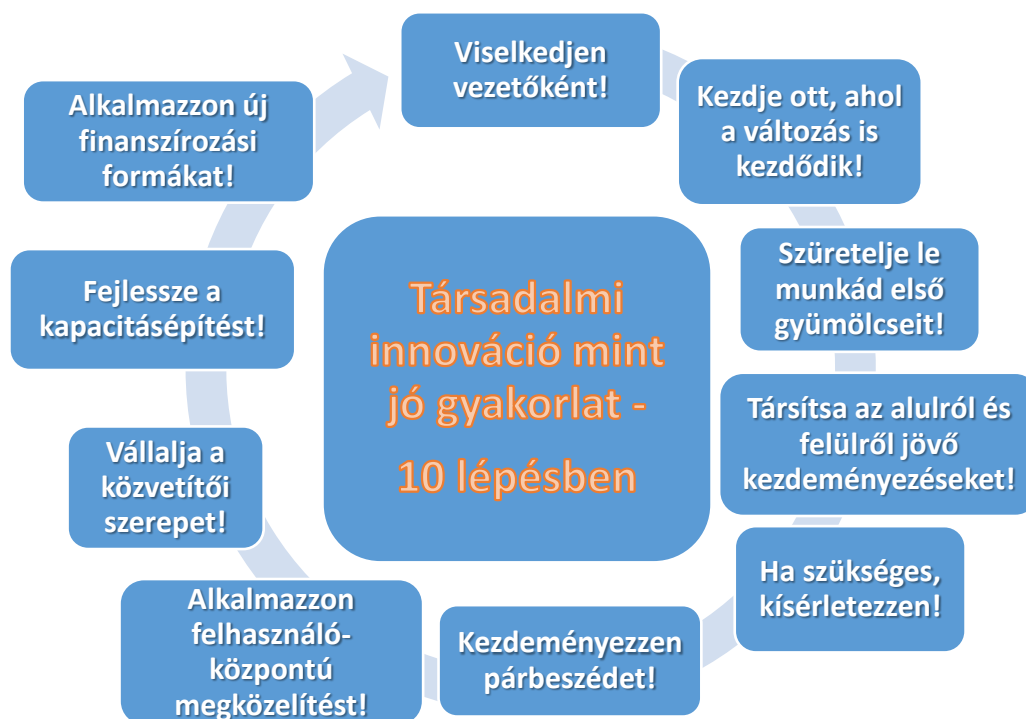 Viselkedjen
vezetőként!
Kezdje ott, ahol
a változás is
kezdődik!
Szüretelje le
munkád első
gyümölcseit!
Társítsa az alulról és
felülről jövő
kezdeményezéseket!
Ha szükséges,
kísérletezzen!
Kezdeményezzen
párbeszédet!
Alkalmazzon
felhasználó-
központú
megközelítést!
Vállalja a
közvetítői
szerepet!
Fejlessze a
kapacitásépítést!
Alkalmazzon új
finanszírozási
formákat!
Társadalmi
innováció mint
jó gyakorlat -
10 lépésben